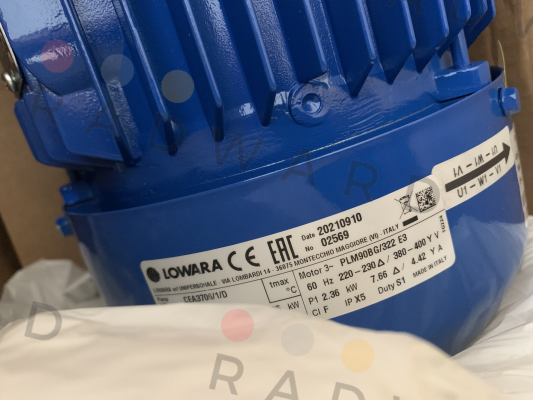 U1 - W1 - V1
U1 - W1 - V1
LOWARA CE EAC
Date 20210910
No 02569
LOWARA srl UNIPERSONALE - VIA LOMBARDI 14 - 36075 MONTECCHIO MAGGIORE (VI) - ITALY
CEA370/1/D
tmax °C
Motor 3~ PLM90BG/322 E3
60 Hz 220-230 Δ / 380-400 Y V
P1 2.36 kW 7.66 Δ / 4.42 Y A
Cl F IP X5 Duty S1
MADE IN ITALY